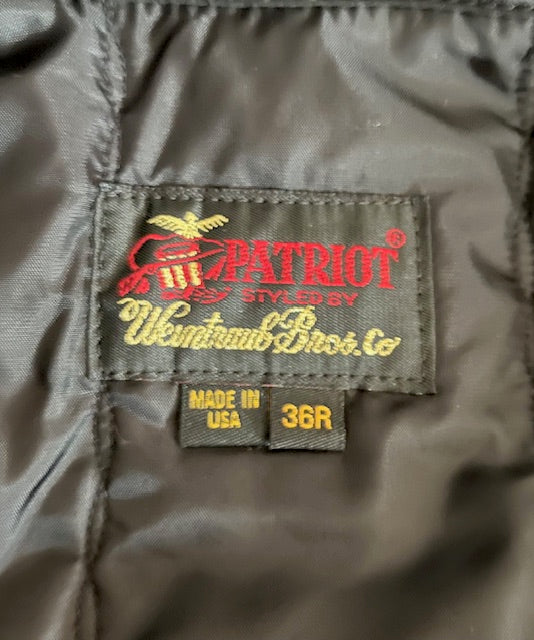 PATRIOT®
STYLED BY
Weintraub Bros. Co
MADE IN
USA
36R